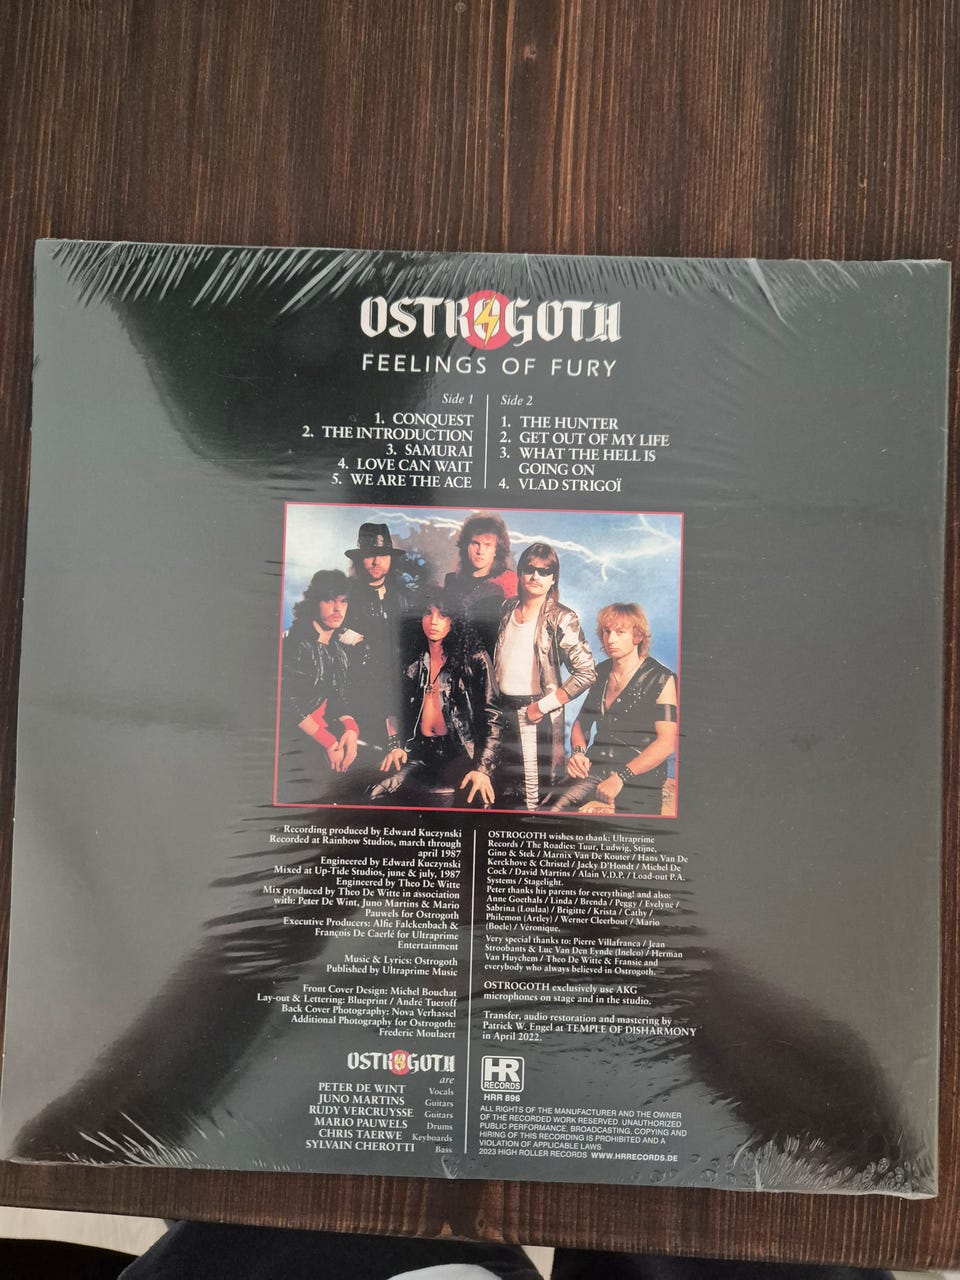 OSTROGOTH
FEELINGS OF FURY
Side 1
1. CONQUEST
2. THE INTRODUCTION
3. SAMURAI
4. LOVE CAN WAIT
5. WE ARE THE ACE
Side 2
1. THE HUNTER
2. GET OUT OF MY LIFE
3. WHAT THE HELL IS
GOING ON
4. VLAD STRIGOÏ
Recording produced by Edward Kuczynski
Recorded at Rainbow Studios, march through
april 1987
Engineered by Edward Kuczynski
Mixed at Up-Tide Studios, june & july, 1987
Engineered by Theo De Witte
Mix produced by Theo De Witte in association
with: Peter De Wint, Juno Martins & Mario
Pauwels for Ostrogoth
Executive Producers: Alfie Falckenbach &
François De Caerlé for Ultraprime
Entertainment
Music & Lyrics: Ostrogoth
Published by Ultraprime Music
Front Cover Design: Michel Bouchat
Lay-out & Lettering: Blueprint / André Tueroff
Back Cover Photography: Nova Verhassel
Additional Photography for Ostrogoth:
Frederic Moulaert
OSTROGOTH
are
PETER DE WINT Vocals
JUNO MARTINS Guitars
RUDY VERCRUYSSE Guitars
MARIO PAUWELS Drums
CHRIS TAERWE Keyboards
SYLVAIN CHEROTTI Bass
OSTROGOTH wishes to thank: Ultraprime
Records / The Roadies: Tuur, Ludwig, Stijne,
Gino & Stek / Marnix Van De Kouter / Hans Van De
Kerckhove & Christel / Jacky D'Hondt / Michel De
Cock / David Martins / Alain V.D.P. / Load-out P.A.
Systems / Stagelight.
Peter thanks his parents for everything! and also:
Anne Goethals / Linda / Brenda / Peggy / Evelyne /
Sabrina (Loulaa) / Brigitte / Krista / Cathy /
Philemon (Artley) / Werner Cleerbout / Mario
(Boele) / Véronique.
Very special thanks to: Pierre Villafranca / Jean
Stroobants & Luc Van Den Eynde (Inelco) / Herman
Van Huychem / Theo De Witte & Fransie and
everybody who always believed in Ostrogoth.
OSTROGOTH exclusively use AKG
microphones on stage and in the studio.
Transfer, audio restoration and mastering by
Patrick W. Engel at TEMPLE OF DISHARMONY
in April 2022.
HR
RECORDS
HRR 896
ALL RIGHTS OF THE MANUFACTURER AND THE OWNER
OF THE RECORDED WORK RESERVED. UNAUTHORIZED
PUBLIC PERFORMANCE, BROADCASTING, COPYING AND
HIRING OF THIS RECORDING IS PROHIBITED AND A
VIOLATION OF APPLICABLE LAWS.
2023 HIGH ROLLER RECORDS WWW.HRRECORDS.DE